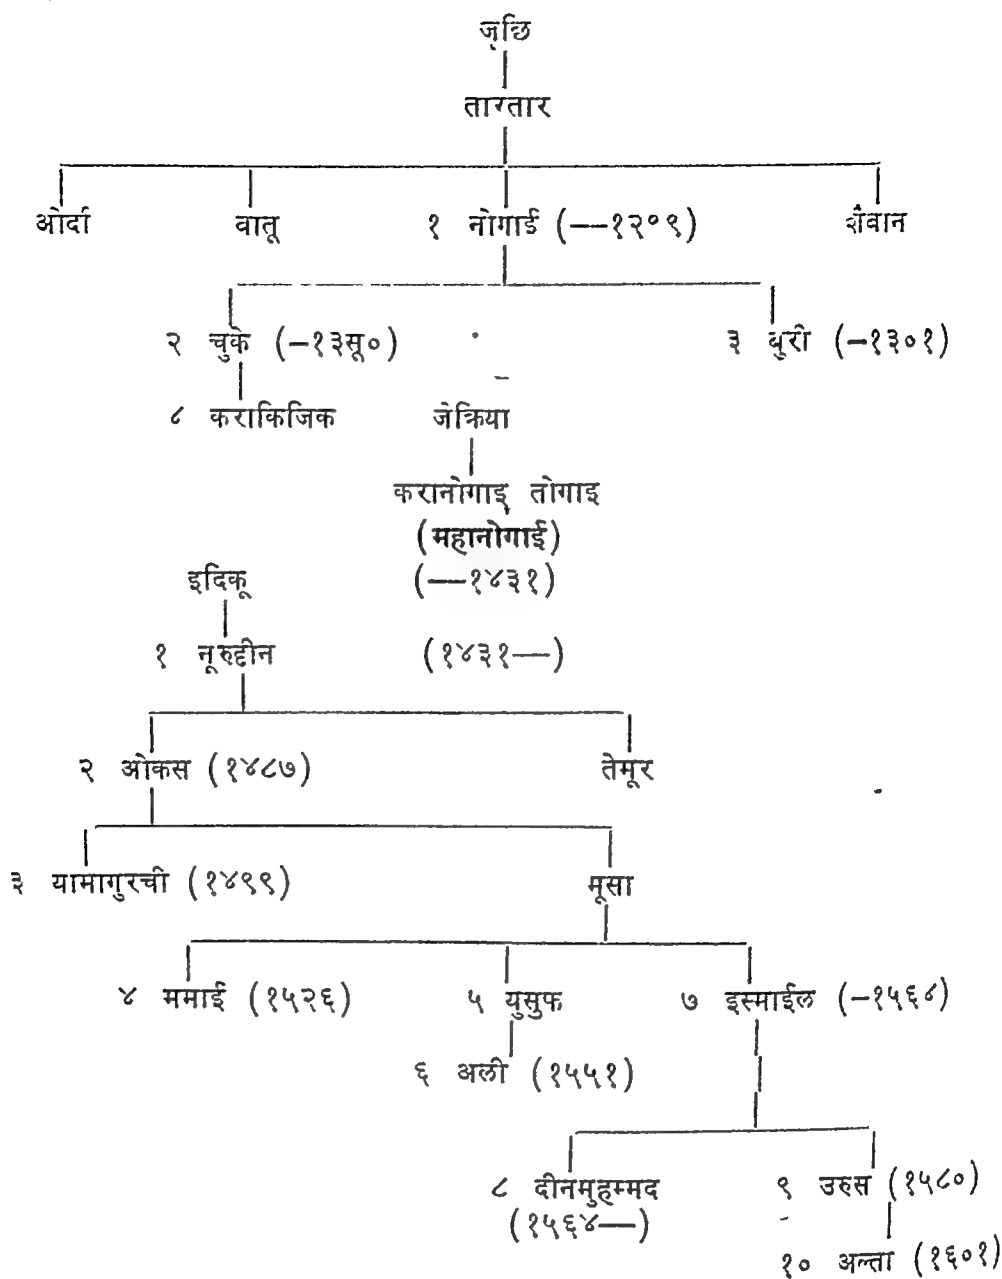 जूछि
तारतार
ओर्दा बातू १ नोगाई (—१२०९) शैबान
२ चुके (-१३सू०) ३ बुरी (-१३०१)
८ कराकिजिक जेक्रिया
करानोगाइ तोगाइ
(महानोगाई)
इदिकू (—१४३१)
१ नूरुद्दीन (१४३१—)
२ ओकस (१४८७) तेमूर
३ यामागुरची (१४९९) मूसा
४ ममाई (१५२६) ५ युसुफ ७ इस्माईल (-१५६४)
६ अली (१५५१)
८ दीनमुहम्मद ९ उरुस (१५८०)
(१५६४—)
१० अल्ता (१६०१)